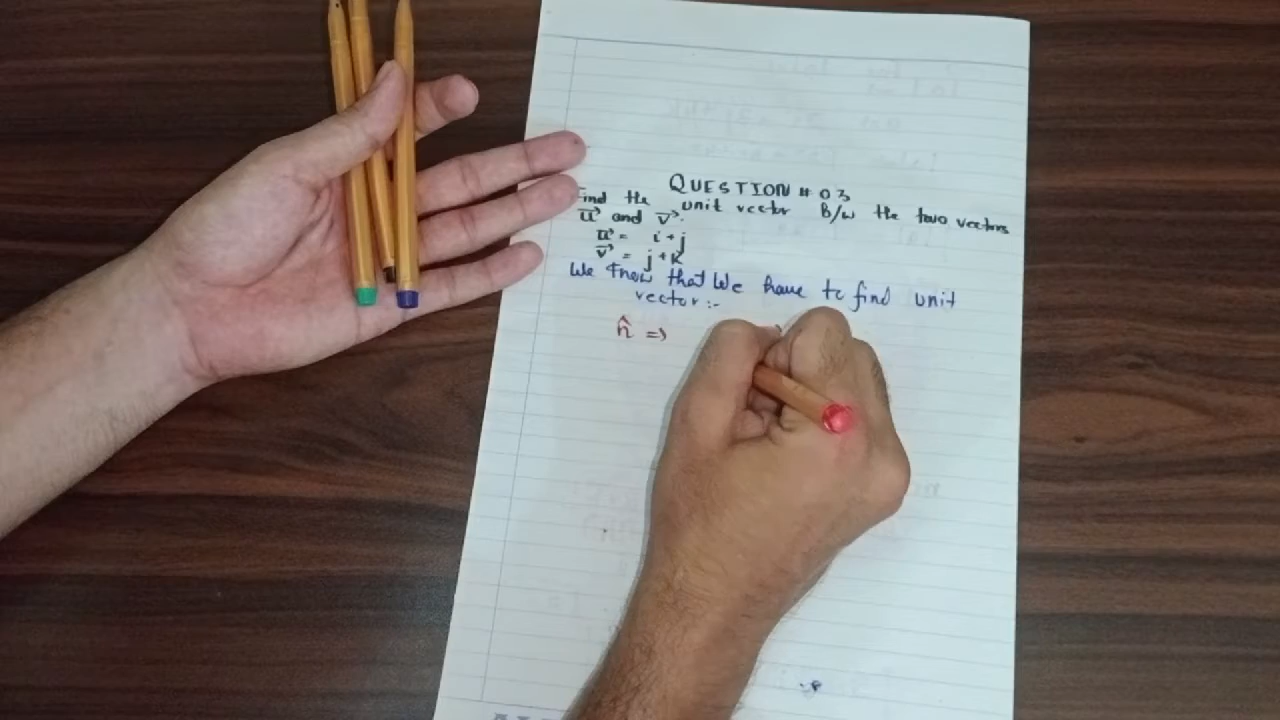 QUESTION # 03
Find the unit vector B/w the two vectors
u⃗ and v⃗.
u⃗ = i + j
v⃗ = j + k
We know that We have to find unit
vector :-
n̂ ⇒